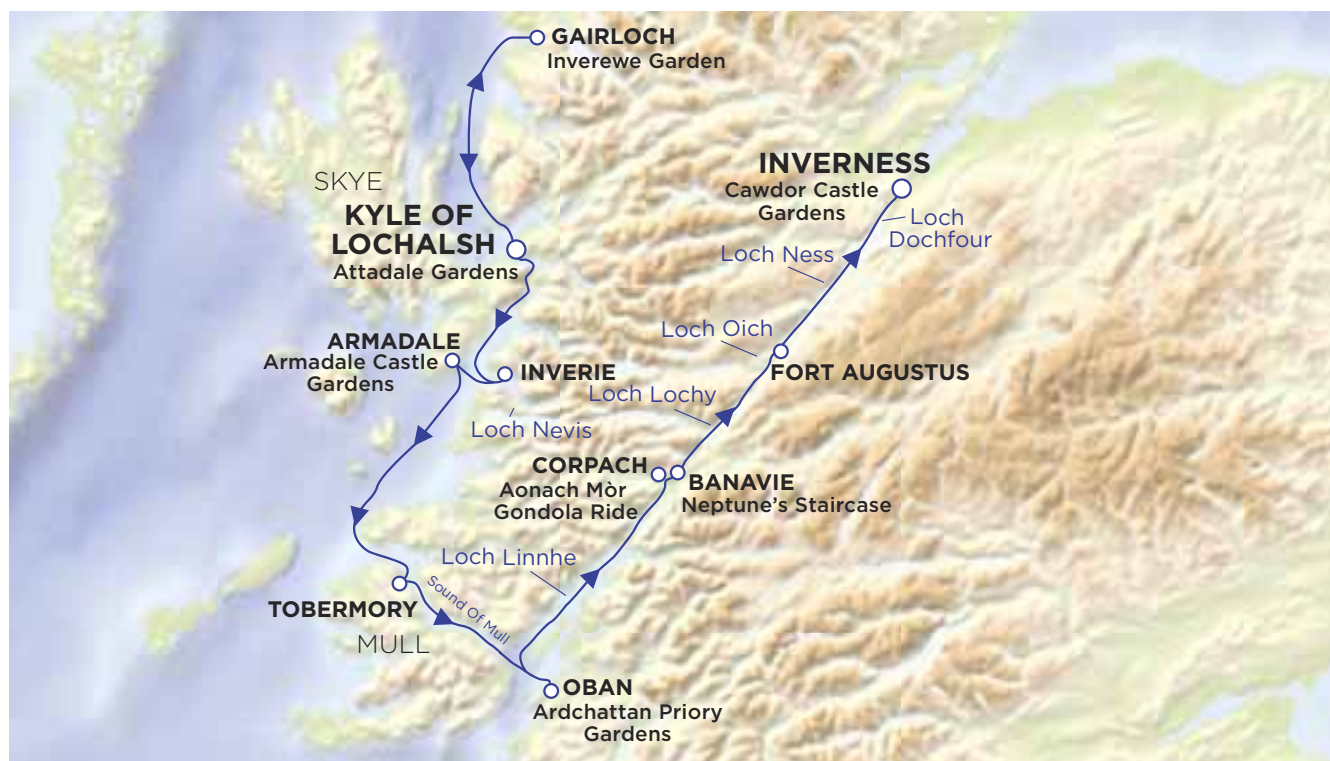 GAIRLOCH
Inverewe Garden
SKYE
KYLE OF
LOCHALSH
Attadale Gardens
INVERNESS
Cawdor Castle
Gardens
Loch
Dochfour
Loch Ness
Loch Oich
FORT AUGUSTUS
ARMADALE
Armadale Castle
Gardens
INVERIE
Loch Nevis
Loch Lochy
CORPACH
Aonach Mòr
Gondola Ride
BANAVIE
Neptune’s Staircase
Loch Linnhe
TOBERMORY
Sound Of Mull
MULL
OBAN
Ardchattan Priory
Gardens